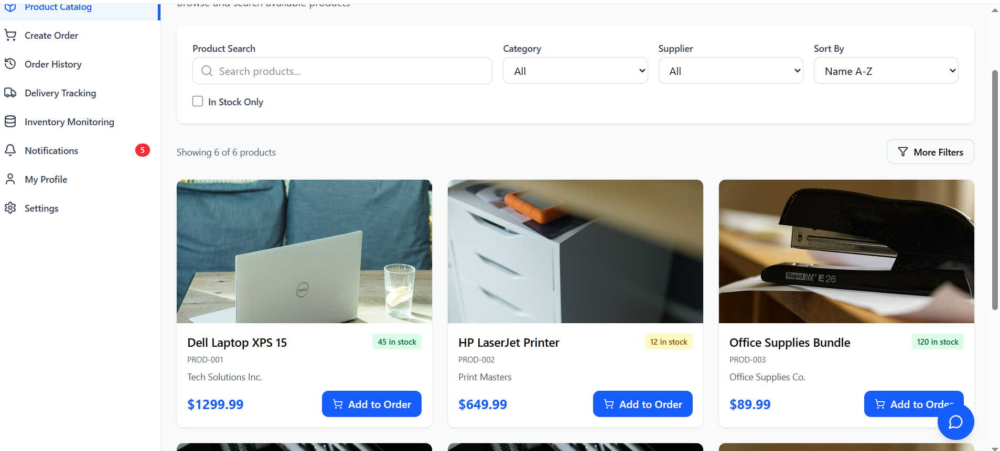 Product Catalog
Create Order
Order History
Delivery Tracking
Inventory Monitoring
Notifications
5
My Profile
Settings
Browse and search available products
Product Search
Search products...
Category
All
Supplier
All
Sort By
Name A-Z
In Stock Only
Showing 6 of 6 products
More Filters
DELL
Rapid E 26
Dell Laptop XPS 15
45 in stock
PROD-001
Tech Solutions Inc.
$1299.99
Add to Order
HP LaserJet Printer
12 in stock
PROD-002
Print Masters
$649.99
Add to Order
Office Supplies Bundle
120 in stock
PROD-003
Office Supplies Co.
$89.99
Add to Order